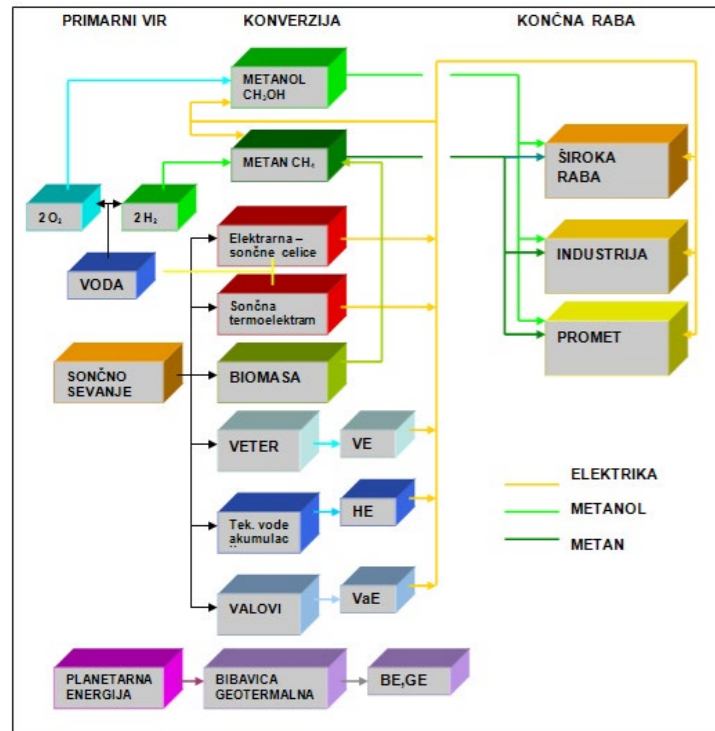 PRIMARNI VIR
KONVERZIJA
KONČNA RABA
METANOL
CH₃OH
METAN CH₄
2 O₂
2 H₂
VODA
Elektrarna –
sončne celice
Sončna
termoelektrarn
SONČNO
SEVANJE
BIOMASA
VETER
VE
Tek. vode
akumulac
HE
VALOVI
VaE
PLANETARNA
ENERGIJA
BIBAVICA
GEOTERMALNA
BE,GE
ŠIROKA
RABA
INDUSTRIJA
PROMET
ELEKTRIKA
METANOL
METAN